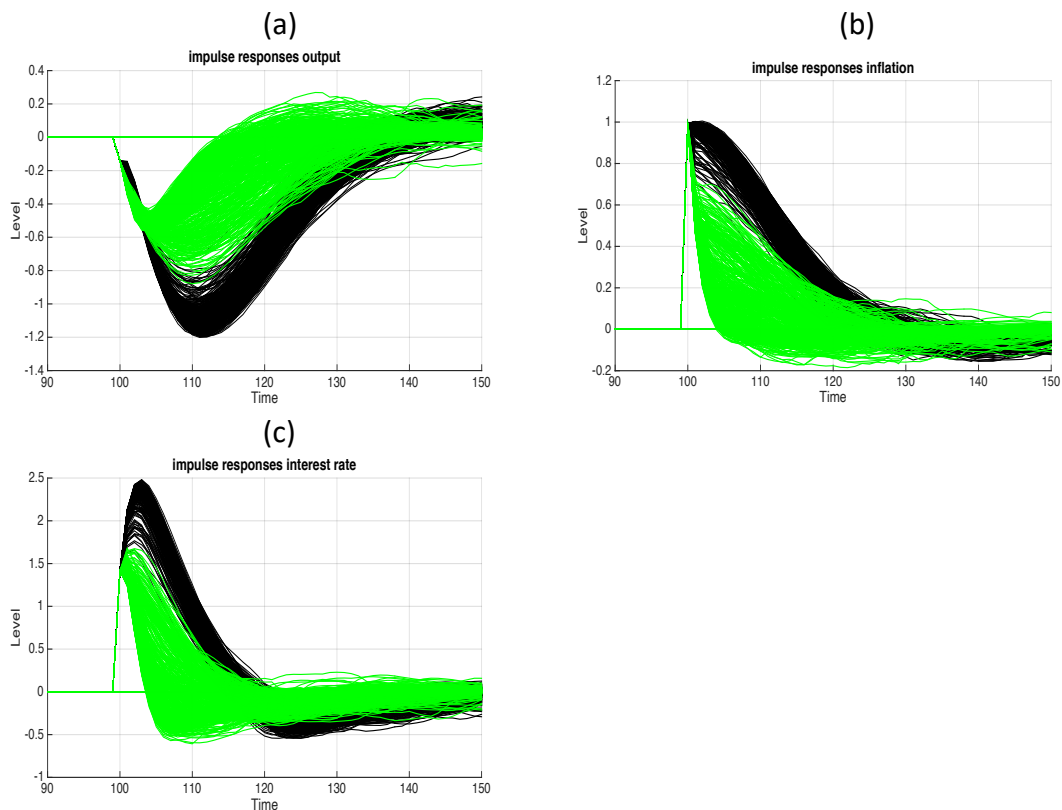 (a)
impulse responses output
0.4
0.2
0
-0.2
-0.4
-0.6
-0.8
-1
-1.2
-1.4
Level
90 100 110 120 130 140 150
Time
(b)
impulse responses inflation
1.2
1
0.8
0.6
0.4
0.2
0
-0.2
Level
90 100 110 120 130 140 150
Time
(c)
impulse responses interest rate
2.5
2
1.5
1
0.5
0
-0.5
-1
Level
90 100 110 120 130 140 150
Time